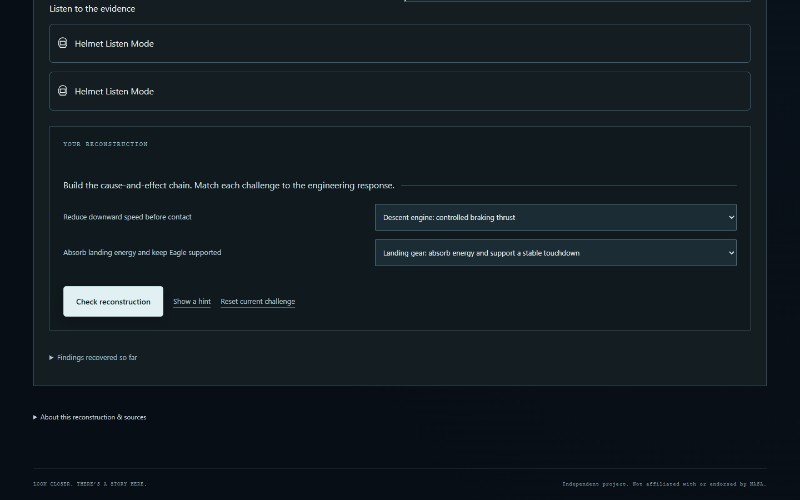 Listen to the evidence
Helmet Listen Mode
Helmet Listen Mode
YOUR RECONSTRUCTION
Build the cause-and-effect chain. Match each challenge to the engineering response.
Reduce downward speed before contact
Descent engine: controlled braking thrust
Absorb landing energy and keep Eagle supported
Landing gear: absorb energy and support a stable touchdown
Check reconstruction
Show a hint
Reset current challenge
Findings recovered so far
About this reconstruction & sources
LOOK CLOSER. THERE'S A STORY HERE.
Independent project. Not affiliated with or endorsed by NASA.